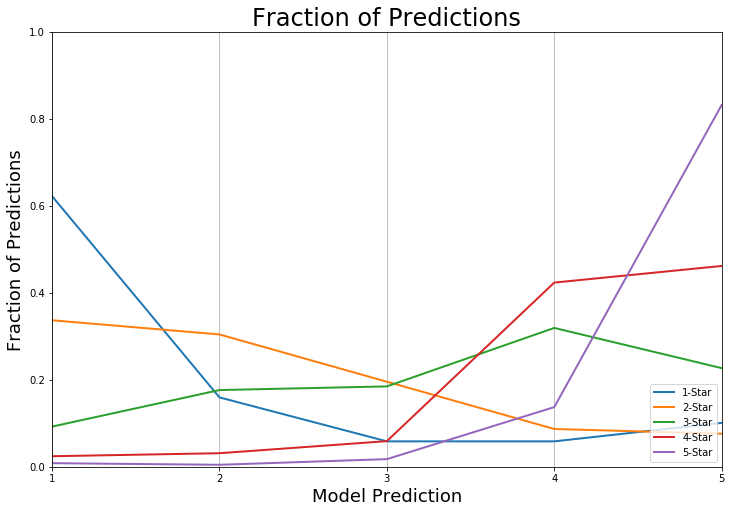 Fraction of Predictions
Fraction of Predictions
1.0
0.8
0.6
0.4
0.2
0.0
1 2 3 4 5
Model Prediction
1-Star
2-Star
3-Star
4-Star
5-Star